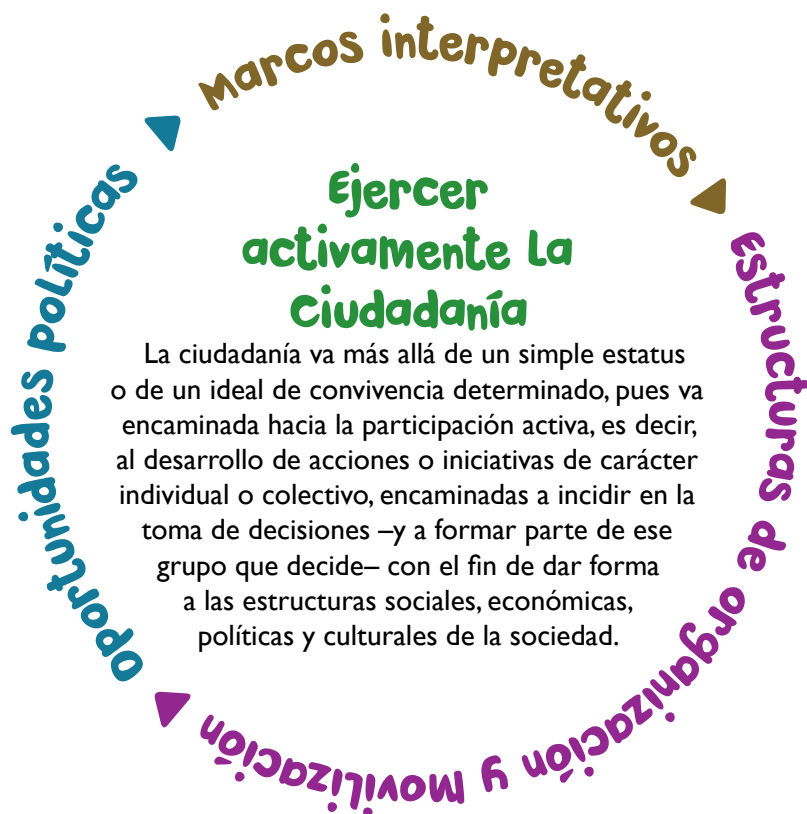 Marcos interpretativos
Estructuras de organización y Movilización
Oportunidades políticas
Ejercer
activamente la
Ciudadanía
La ciudadanía va más allá de un simple estatus
o de un ideal de convivencia determinado, pues va
encaminada hacia la participación activa, es decir,
al desarrollo de acciones o iniciativas de carácter
individual o colectivo, encaminadas a incidir en la
toma de decisiones –y a formar parte de ese
grupo que decide– con el fin de dar forma
a las estructuras sociales, económicas,
políticas y culturales de la sociedad.